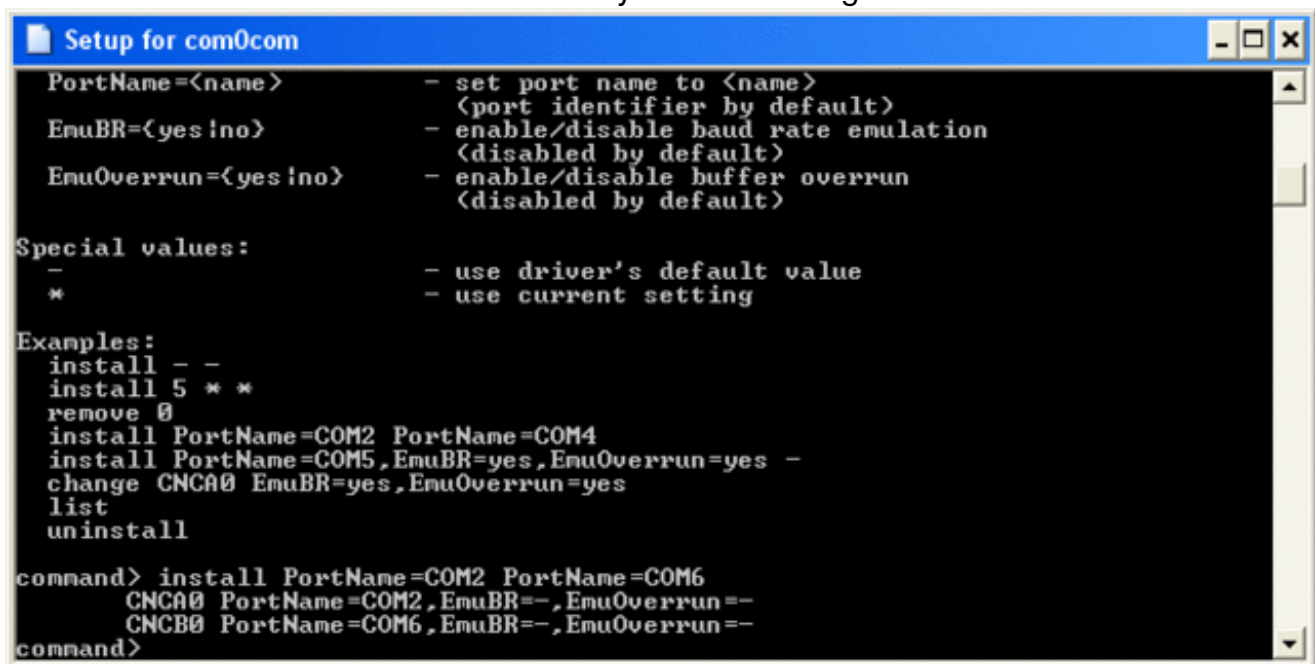 Setup for com0com
PortName=<name> - set port name to <name>
(port identifier by default)
EmuBR={yes|no} - enable/disable baud rate emulation
(disabled by default)
EmuOverrun={yes|no} - enable/disable buffer overrun
(disabled by default)
Special values:
- - use driver's default value
* - use current setting
Examples:
install - -
install 5 * *
remove 0
install PortName=COM2 PortName=COM4
install PortName=COM5,EmuBR=yes,EmuOverrun=yes -
change CNCA0 EmuBR=yes,EmuOverrun=yes
list
uninstall
command> install PortName=COM2 PortName=COM6
CNCA0 PortName=COM2,EmuBR=-,EmuOverrun=-
CNCB0 PortName=COM6,EmuBR=-,EmuOverrun=-
command>